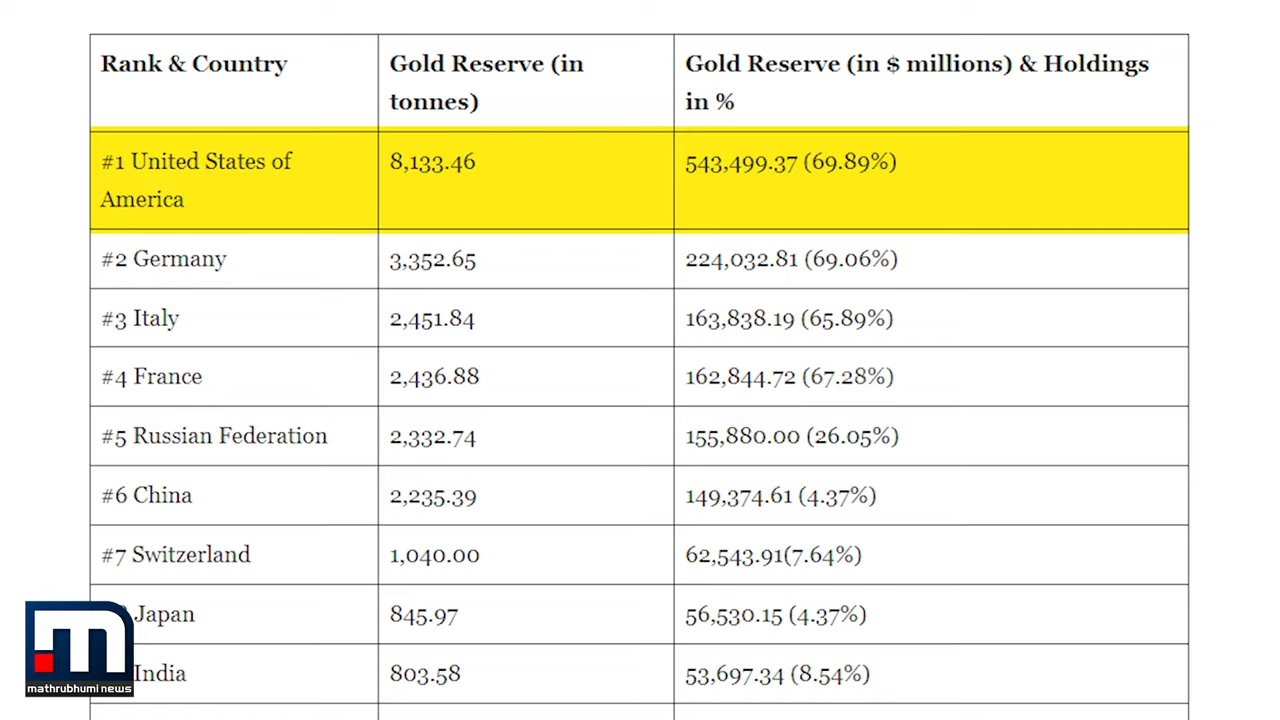 Rank & Country
Gold Reserve (in
tonnes)
Gold Reserve (in $ millions) & Holdings
in %
#1 United States of
America
8,133.46
543,499.37 (69.89%)
#2 Germany
3,352.65
224,032.81 (69.06%)
#3 Italy
2,451.84
163,838.19 (65.89%)
#4 France
2,436.88
162,844.72 (67.28%)
#5 Russian Federation
2,332.74
155,880.00 (26.05%)
#6 China
2,235.39
149,374.61 (4.37%)
#7 Switzerland
1,040.00
62,543.91(7.64%)
Japan
845.97
56,530.15 (4.37%)
India
803.58
53,697.34 (8.54%)
mathrubhumi news